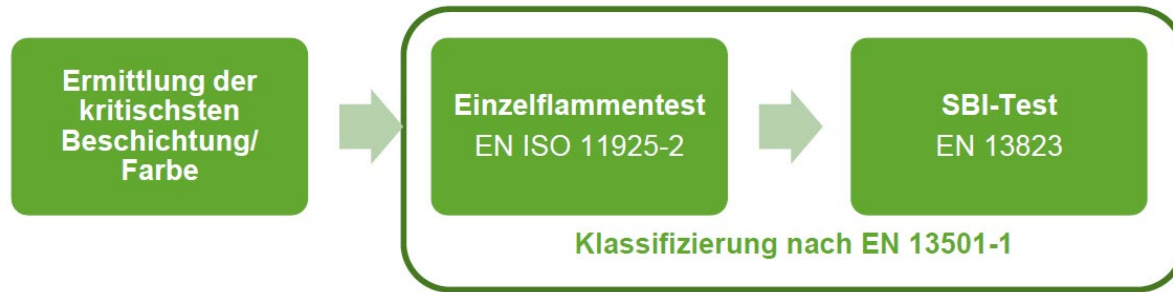 Ermittlung der
kritischsten
Beschichtung/
Farbe
Einzelflammentest
EN ISO 11925-2
SBI-Test
EN 13823
Klassifizierung nach EN 13501-1